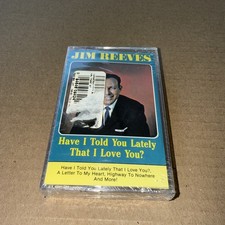 JIM REEVES
Have I Told You Lately
That I Love You?
Have I Told You Lately That I Love You?,
A Letter To My Heart, Highway To Nowhere
And More!